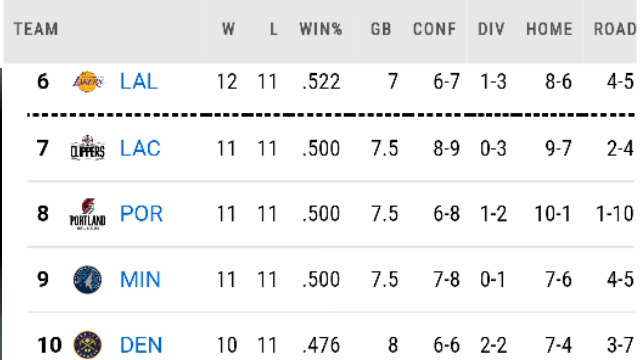 TEAM W L WIN% GB CONF DIV HOME ROAD
6 LAKERS LAL 12 11 .522 7 6-7 1-3 8-6 4-5
7 CLIPPERS LAC 11 11 .500 7.5 8-9 0-3 9-7 2-4
8 PORTLAND POR 11 11 .500 7.5 6-8 1-2 10-1 1-10
9 MIN 11 11 .500 7.5 7-8 0-1 7-6 4-5
10 DEN 10 11 .476 8 6-6 2-2 7-4 3-7